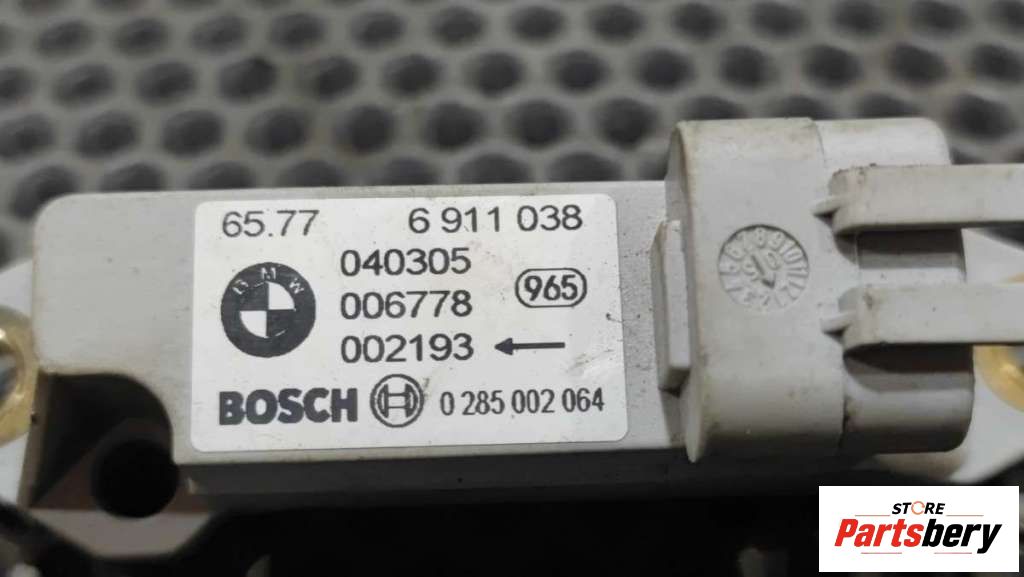 65.77 6 911 038
BMW
040305
006778 965
002193 ←
BOSCH 0 285 002 064
STORE
Partsbery